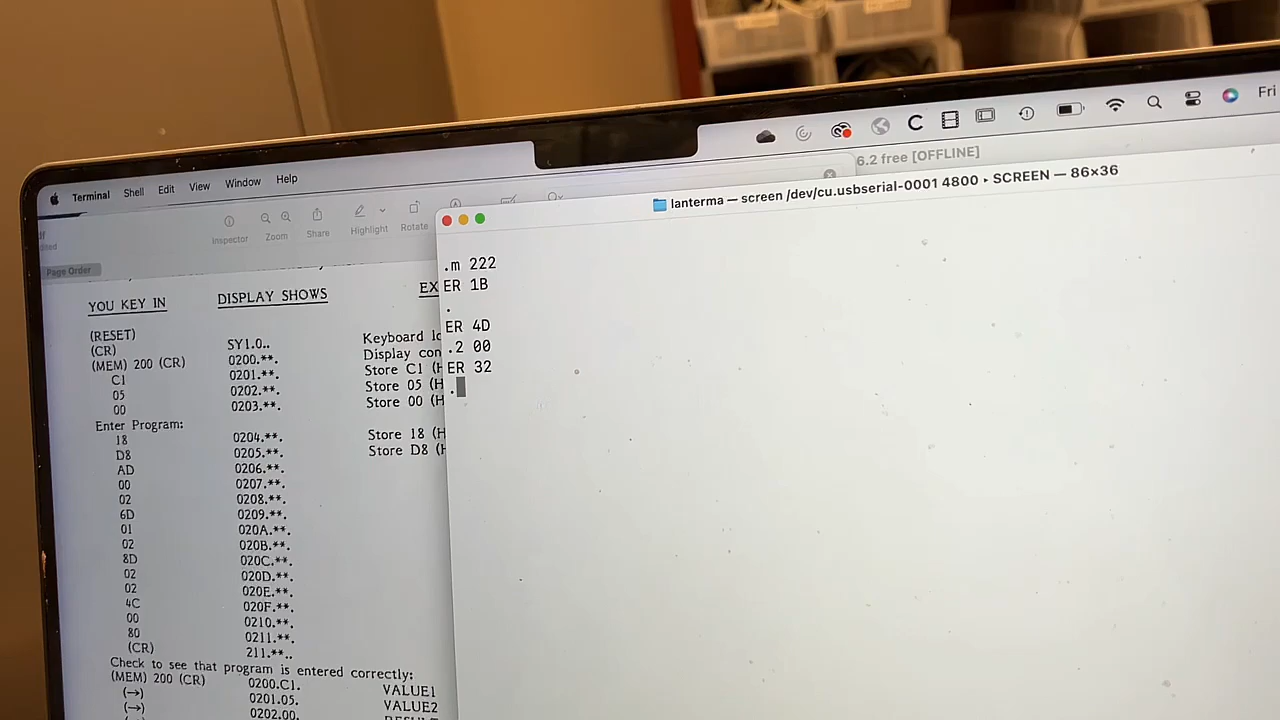 Terminal Shell Edit View Window Help
Fri
6.2 free [OFFLINE]
Inspector Zoom Share Highlight Rotate
Page Order
lanterma — screen /dev/cu.usbserial-0001 4800 ▸ SCREEN — 86×36
YOU KEY IN DISPLAY SHOWS EX
(RESET) SY1.0.. Keyboard lo
(CR) 0200.**. Display con
(MEM) 200 (CR) 0201.**. Store C1 (H
C1 0202.**. Store 05 (H
05 0203.**. Store 00 (H
00
Enter Program:
18 0204.**. Store 18 (H
D8 0205.**. Store D8 (H
AD 0206.**.
00 0207.**.
02 0208.**.
6D 0209.**.
01 020A.**.
02 020B.**.
8D 020C.**.
02 020D.**.
02 020E.**.
4C 020F.**.
00 0210.**.
80 0211.**.
(CR) 211.**..
Check to see that program is entered correctly:
(MEM) 200 (CR) 0200.C1. VALUE1
(→) 0201.05. VALUE2
(→) 0202.00.
.m 222
ER 1B
.
ER 4D
.2 00
ER 32
.